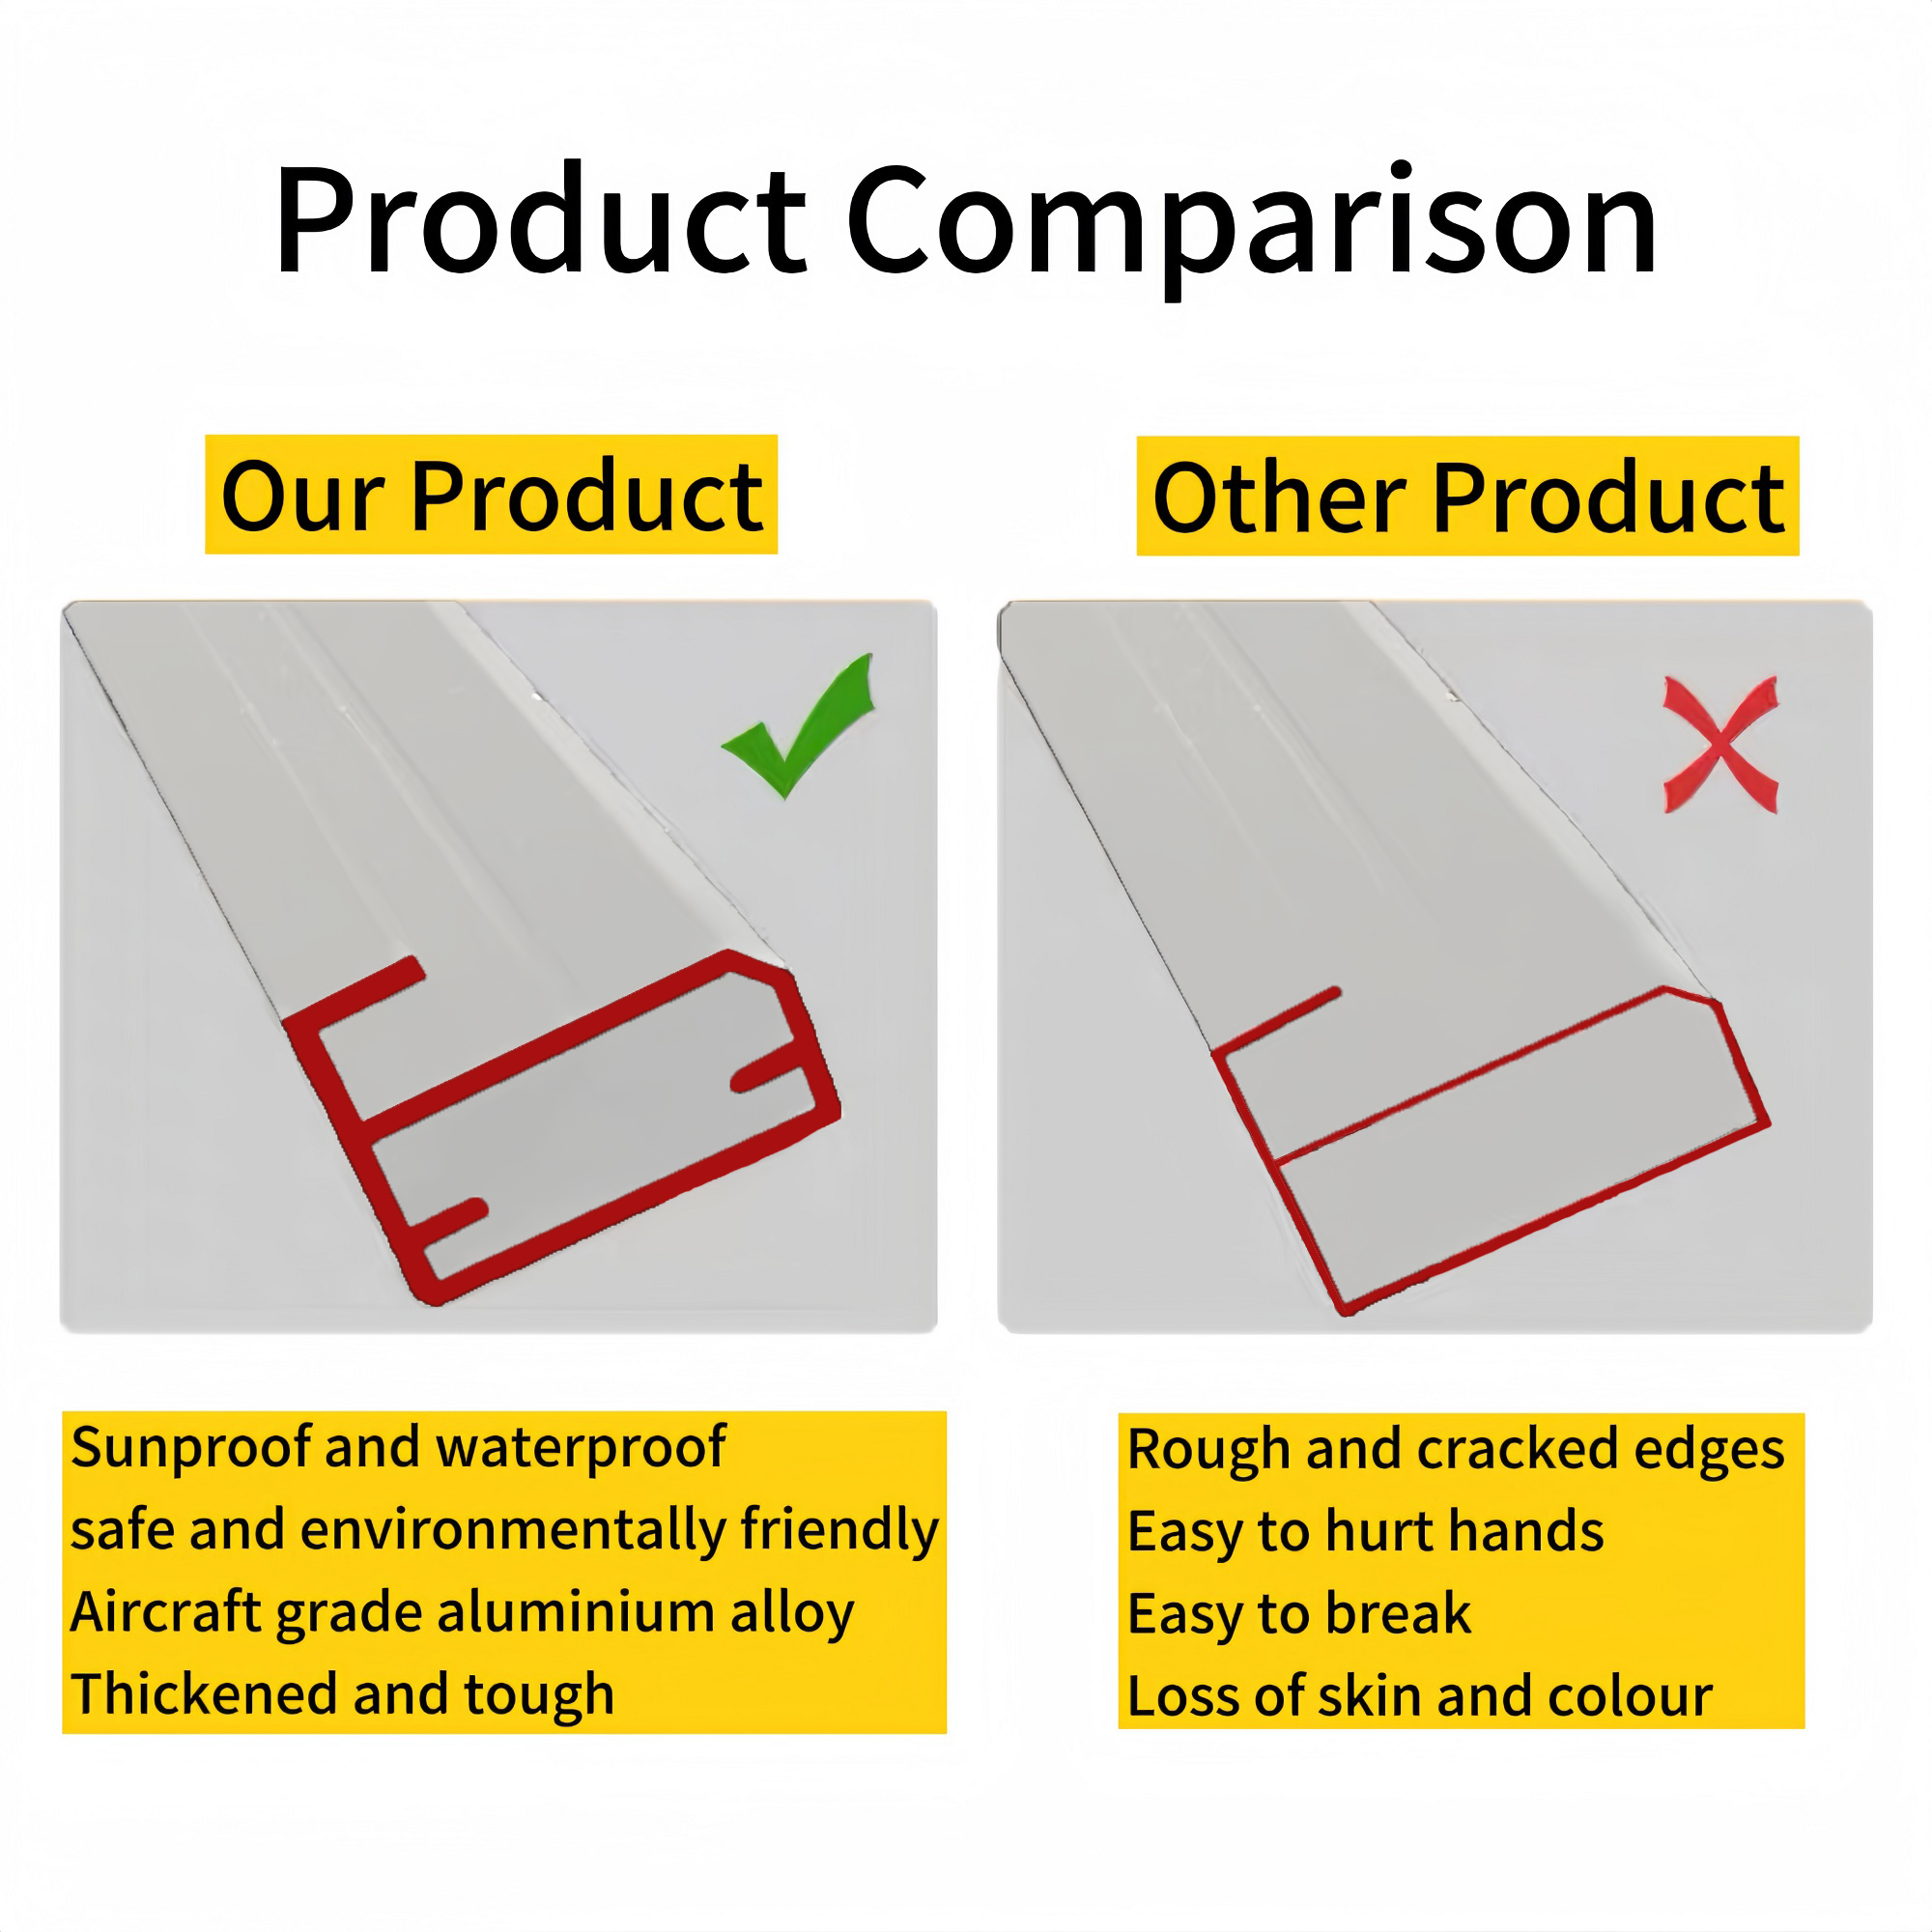 Product Comparison
Our Product
Other Product
Sunproof and waterproof
safe and environmentally friendly
Aircraft grade aluminium alloy
Thickened and tough
Rough and cracked edges
Easy to hurt hands
Easy to break
Loss of skin and colour